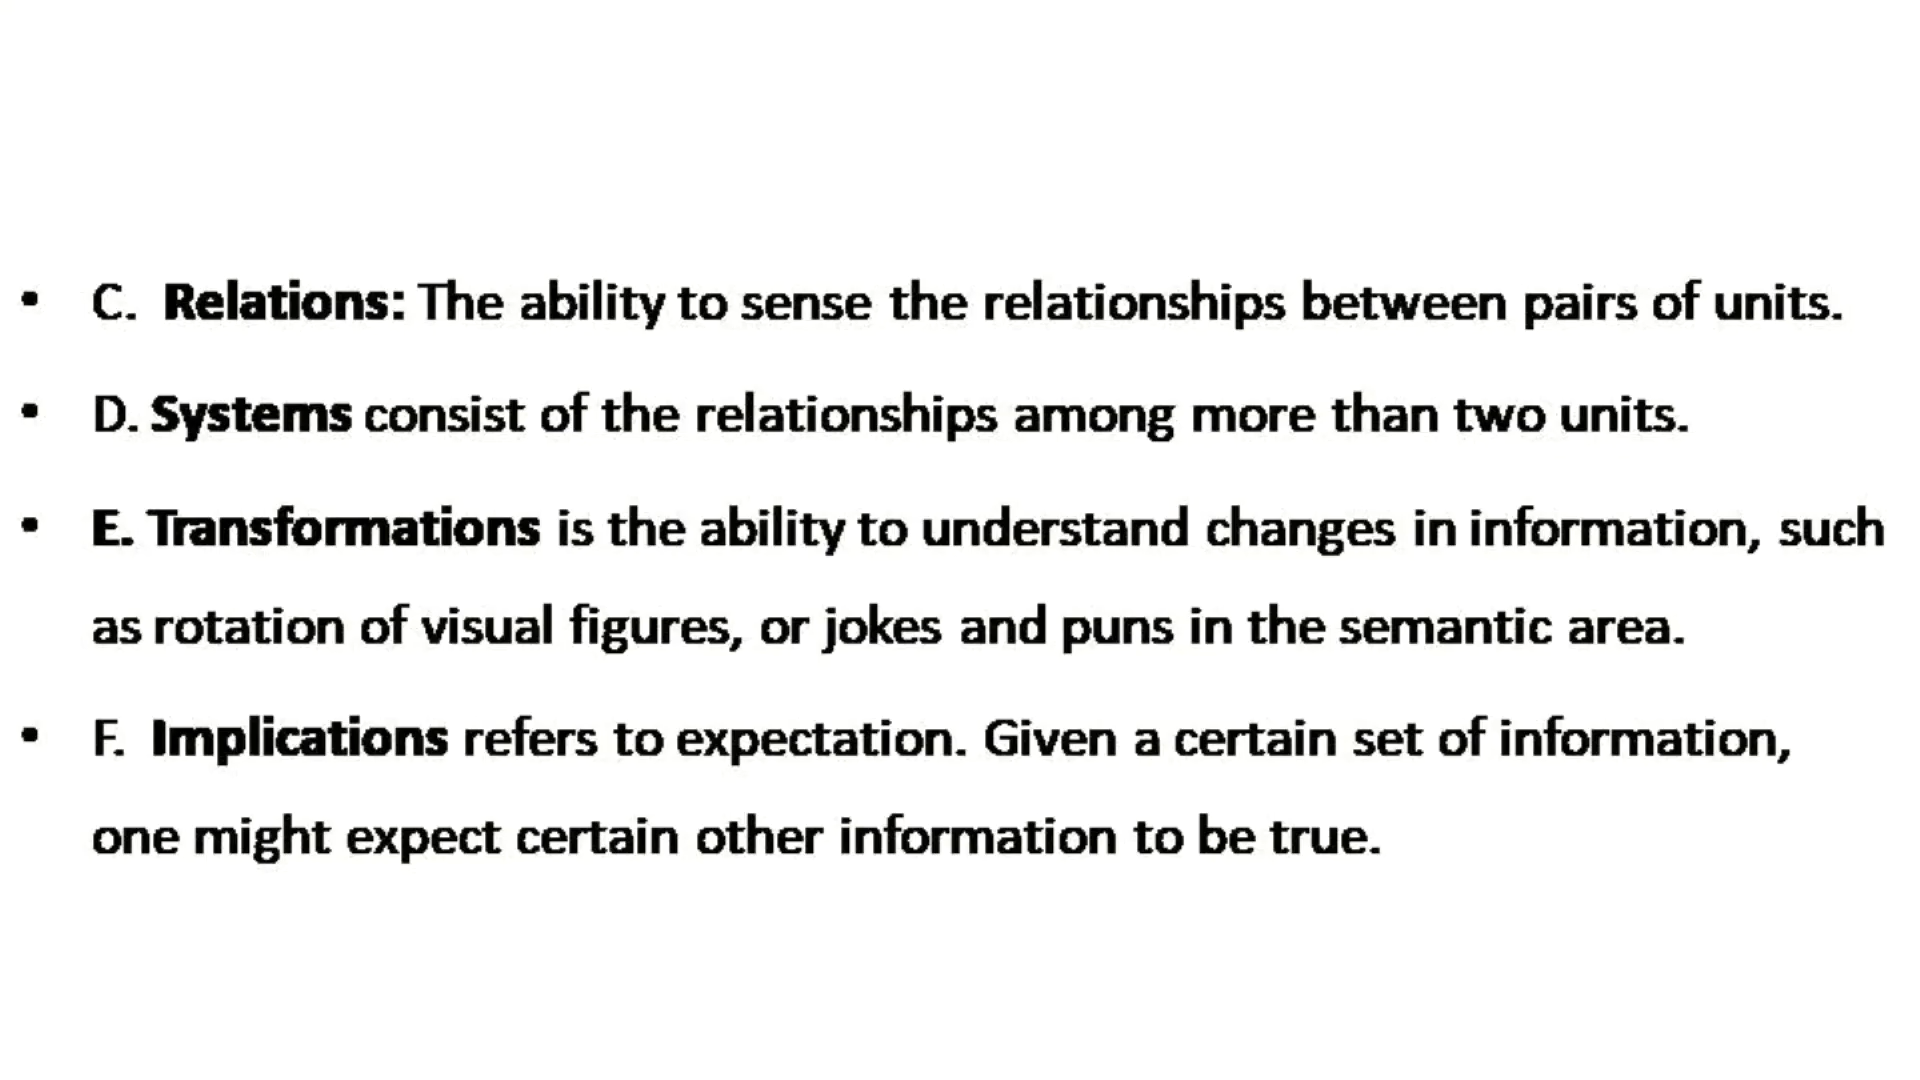 • C. Relations: The ability to sense the relationships between pairs of units.
• D. Systems consist of the relationships among more than two units.
• E. Transformations is the ability to understand changes in information, such
as rotation of visual figures, or jokes and puns in the semantic area.
• F. Implications refers to expectation. Given a certain set of information,
one might expect certain other information to be true.